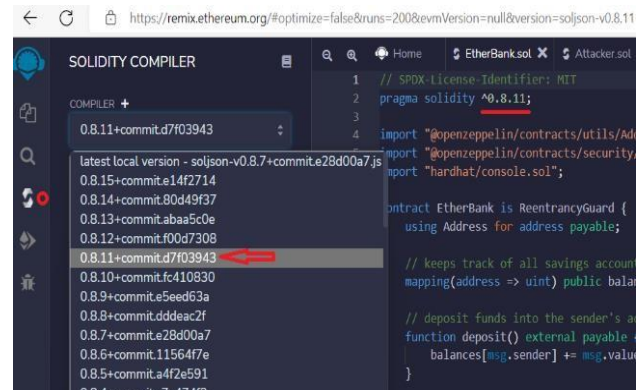 https://remix.ethereum.org/#optimize=false&runs=200&evmVersion=null&version=soljson-v0.8.11
SOLIDITY COMPILER
COMPILER +
0.8.11+commit.d7f03943
latest local version - soljson-v0.8.7+commit.e28d00a7.js
0.8.15+commit.e14f2714
0.8.14+commit.80d49f37
0.8.13+commit.abaa5c0e
0.8.12+commit.f00d7308
0.8.11+commit.d7f03943
0.8.10+commit.fc410830
0.8.9+commit.e5eed63a
0.8.8+commit.dddeac2f
0.8.7+commit.e28d00a7
0.8.6+commit.11564f7e
0.8.5+commit.a4f2e591
Home EtherBank.sol X Attacker.sol
1 // SPDX-License-Identifier: MIT
2 pragma solidity ^0.8.11;
3
4 import "@openzeppelin/contracts/utils/Add
import "@openzeppelin/contracts/security/
import "hardhat/console.sol";
contract EtherBank is ReentrancyGuard {
using Address for address payable;
// keeps track of all savings account
mapping(address => uint) public balan
// deposit funds into the sender's a
function deposit() external payable {
balances[msg.sender] += msg.value
}